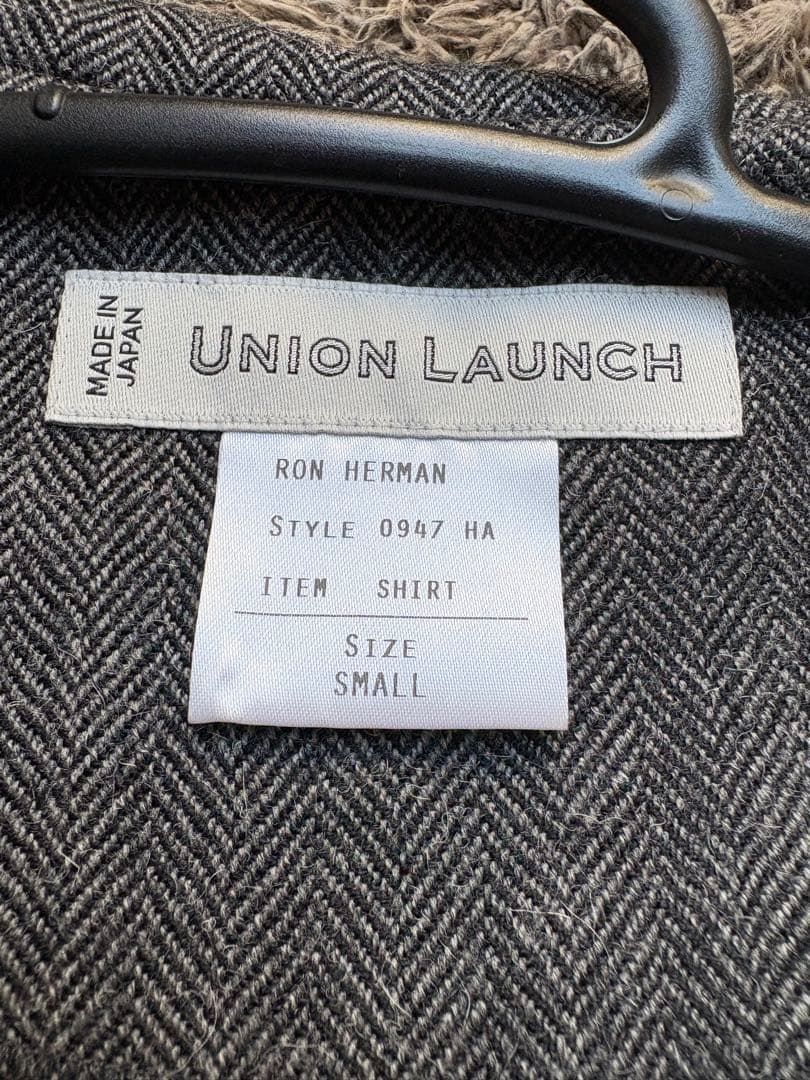 MADE IN
JAPAN
UNION LAUNCH
RON HERMAN
STYLE 0947 HA
ITEM SHIRT
SIZE
SMALL